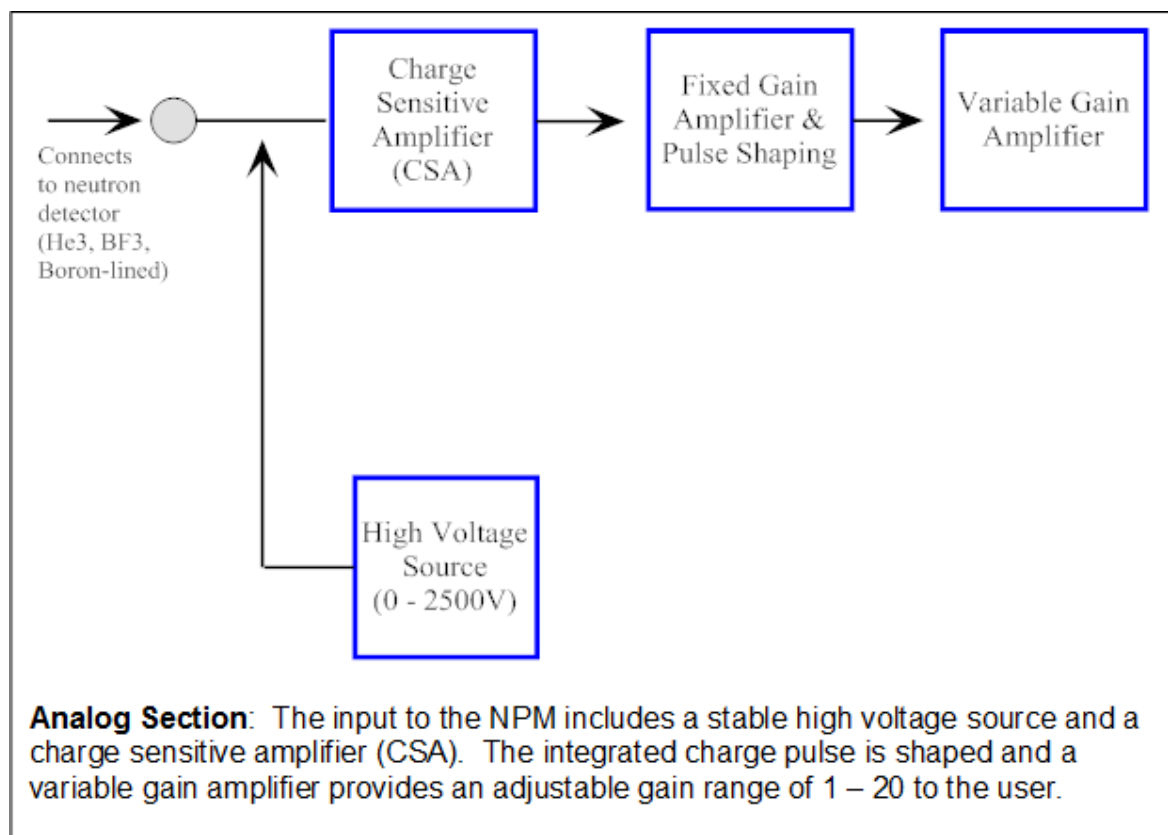 Charge
Sensitive
Amplifier
(CSA)
Fixed Gain
Amplifier &
Pulse Shaping
Variable Gain
Amplifier
Connects
to neutron
detector
(He3, BF3,
Boron-lined)
High Voltage
Source
(0 - 2500V)
Analog Section:  The input to the NPM includes a stable high voltage source and a
charge sensitive amplifier (CSA).  The integrated charge pulse is shaped and a
variable gain amplifier provides an adjustable gain range of 1 – 20 to the user.